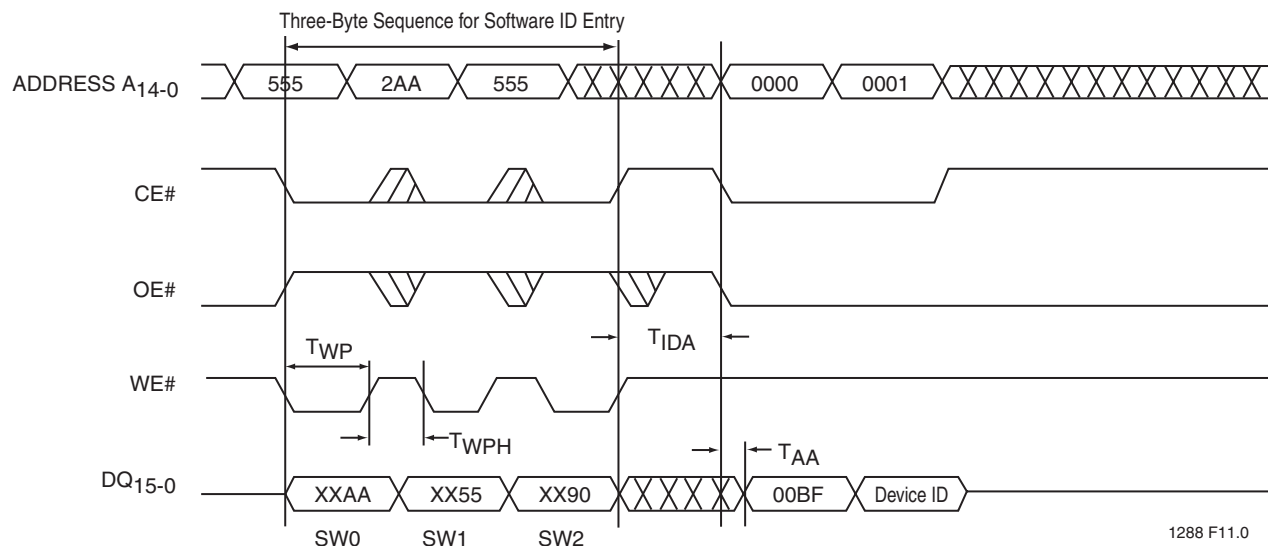 Three-Byte Sequence for Software ID Entry
ADDRESS A14-0
555 2AA 555 0000 0001
CE#
OE#
TIDA
TWP
WE#
TWPH
TAA
DQ15-0
XXAA XX55 XX90 00BF Device ID
SW0 SW1 SW2
1288 F11.0